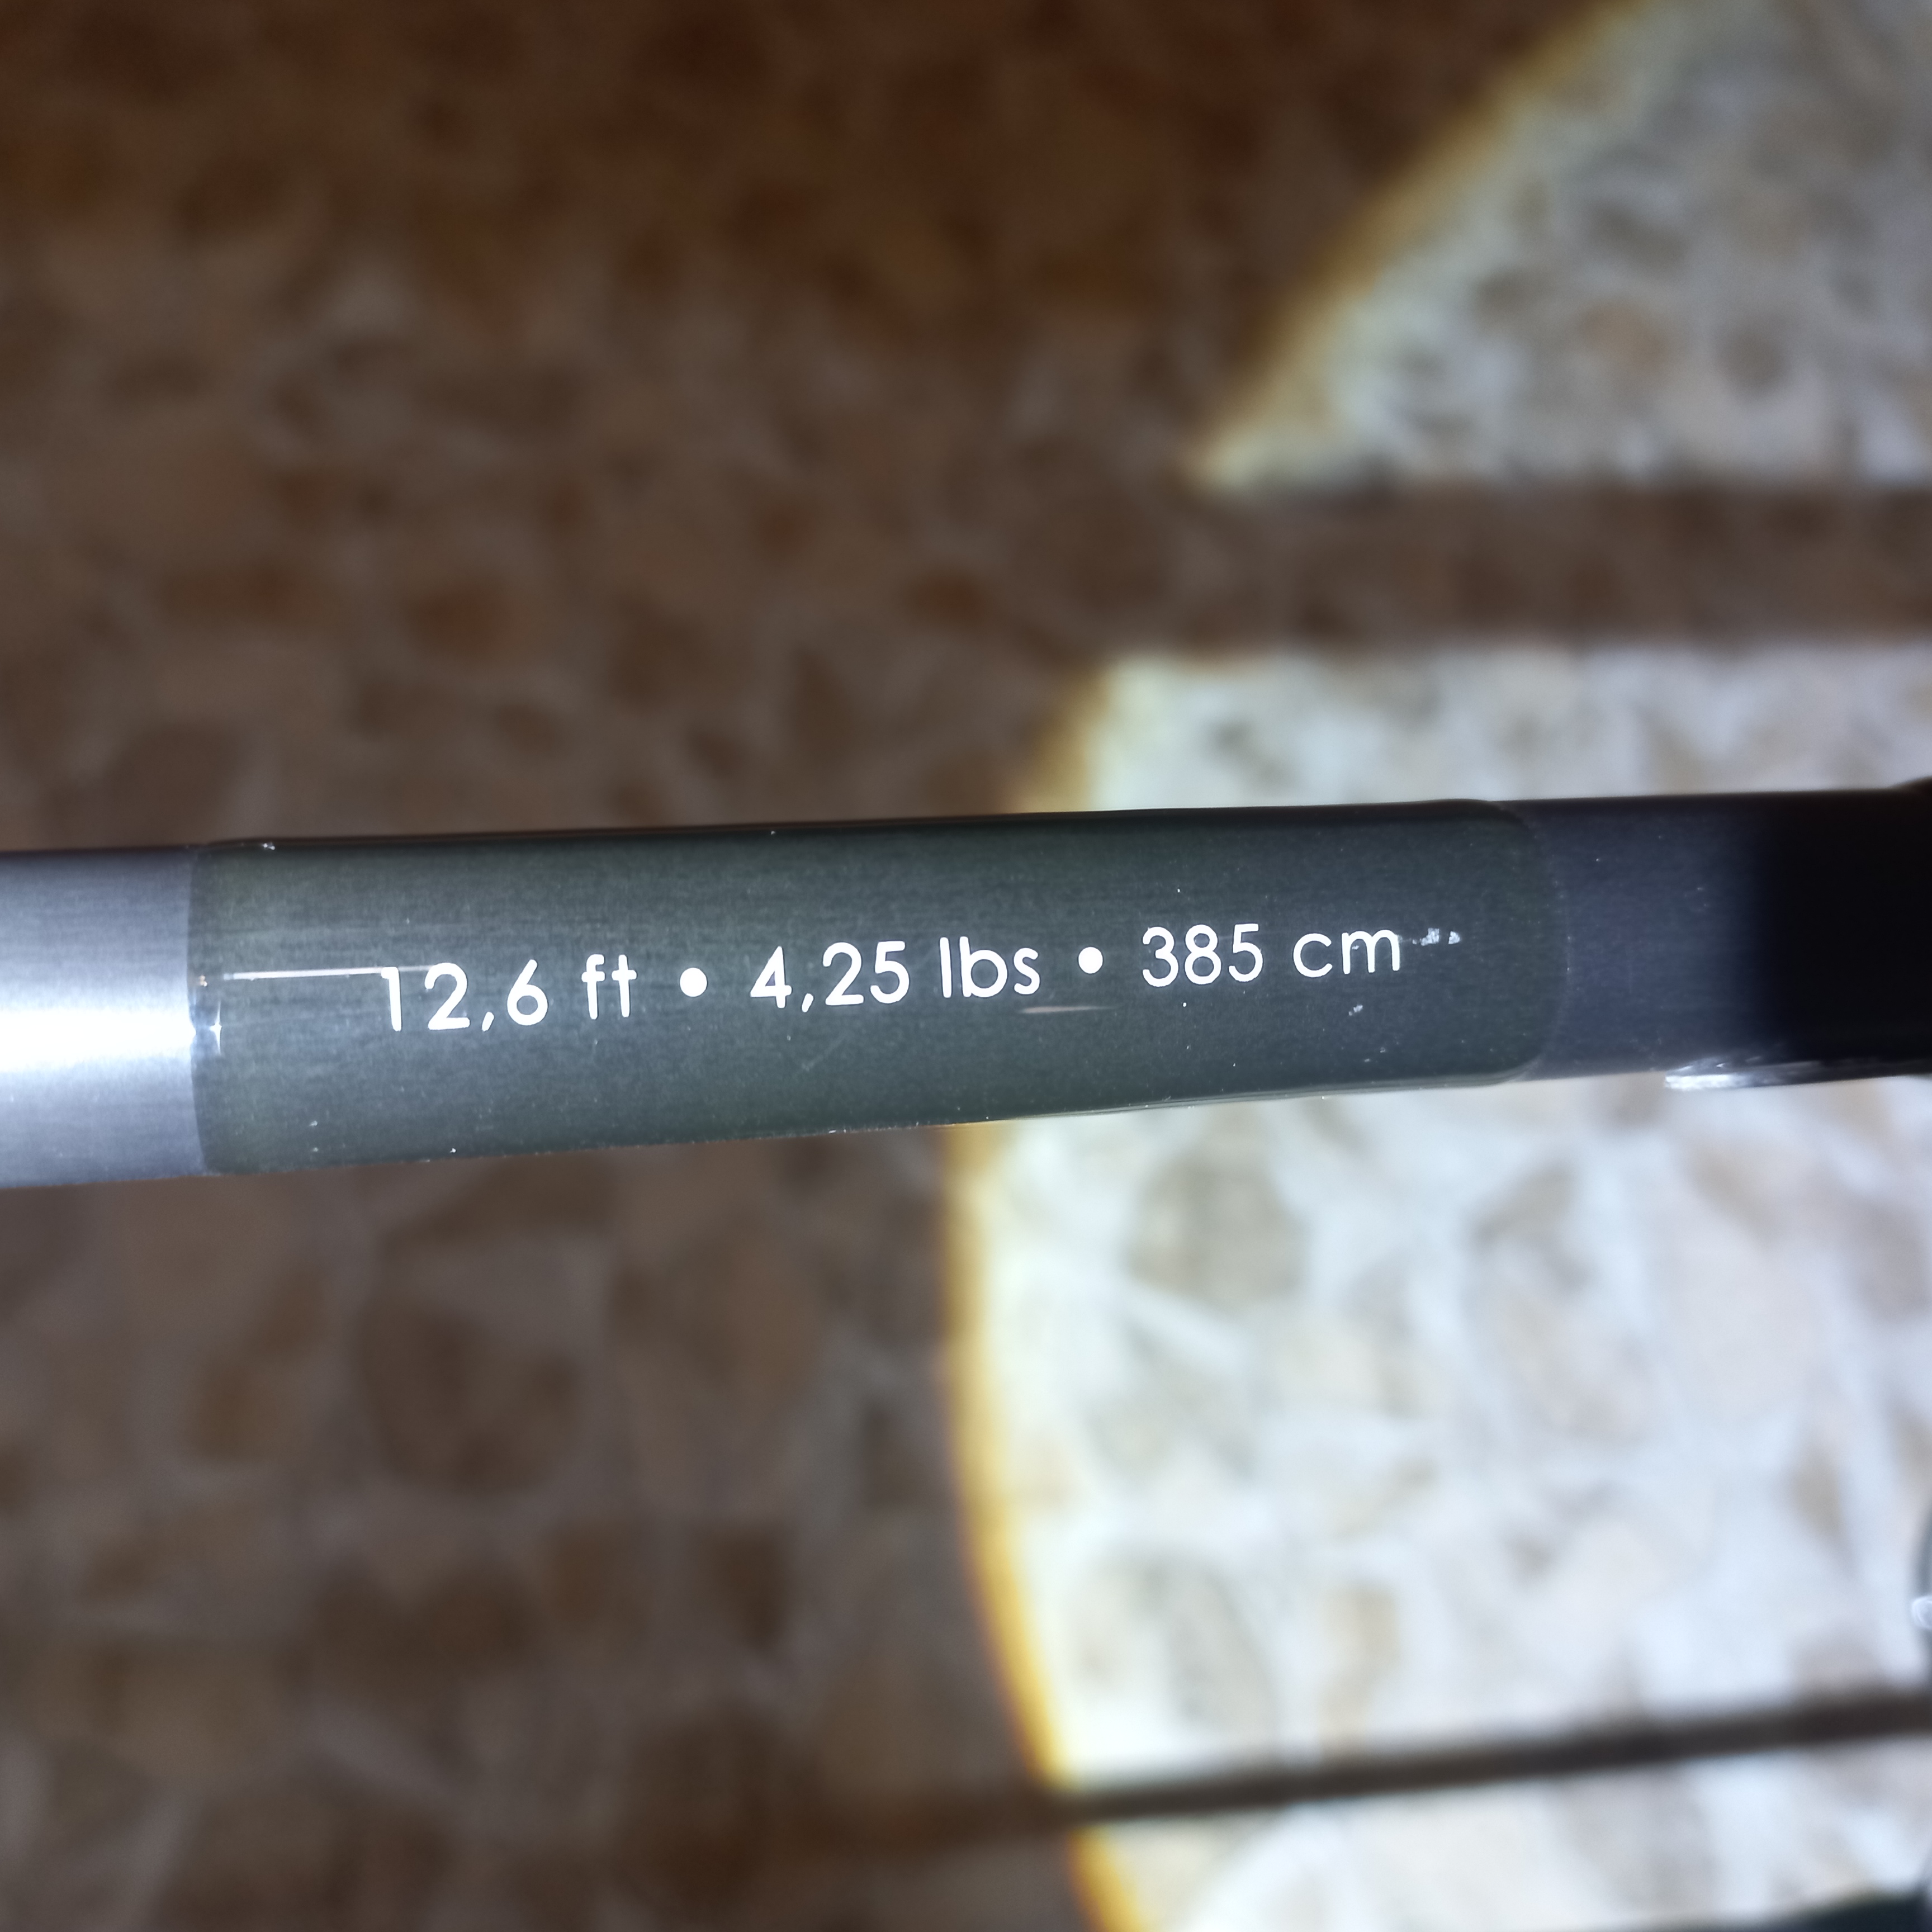 12,6 ft • 4,25 lbs • 385 cm